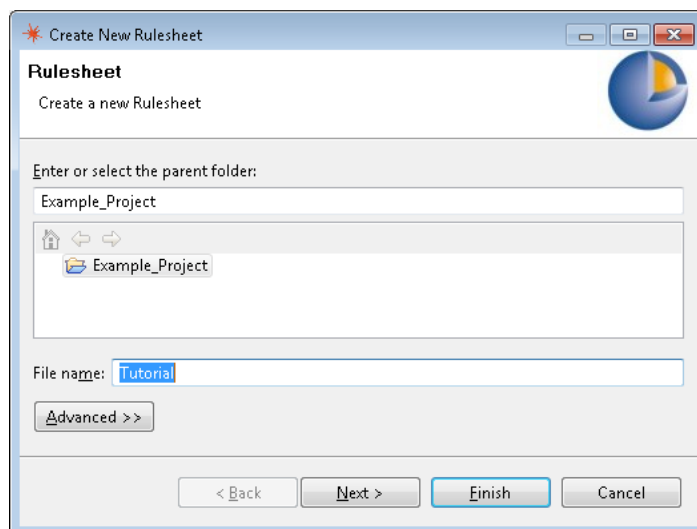 Create New Rulesheet
Rulesheet
Create a new Rulesheet
Enter or select the parent folder:
Example_Project
Example_Project
File name: Tutorial
Advanced >>
< Back Next > Finish Cancel